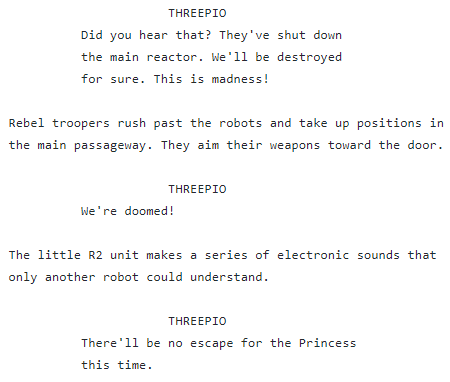 THREEPIO
Did you hear that? They've shut down
the main reactor. We'll be destroyed
for sure. This is madness!
Rebel troopers rush past the robots and take up positions in
the main passageway. They aim their weapons toward the door.
THREEPIO
We're doomed!
The little R2 unit makes a series of electronic sounds that
only another robot could understand.
THREEPIO
There'll be no escape for the Princess
this time.